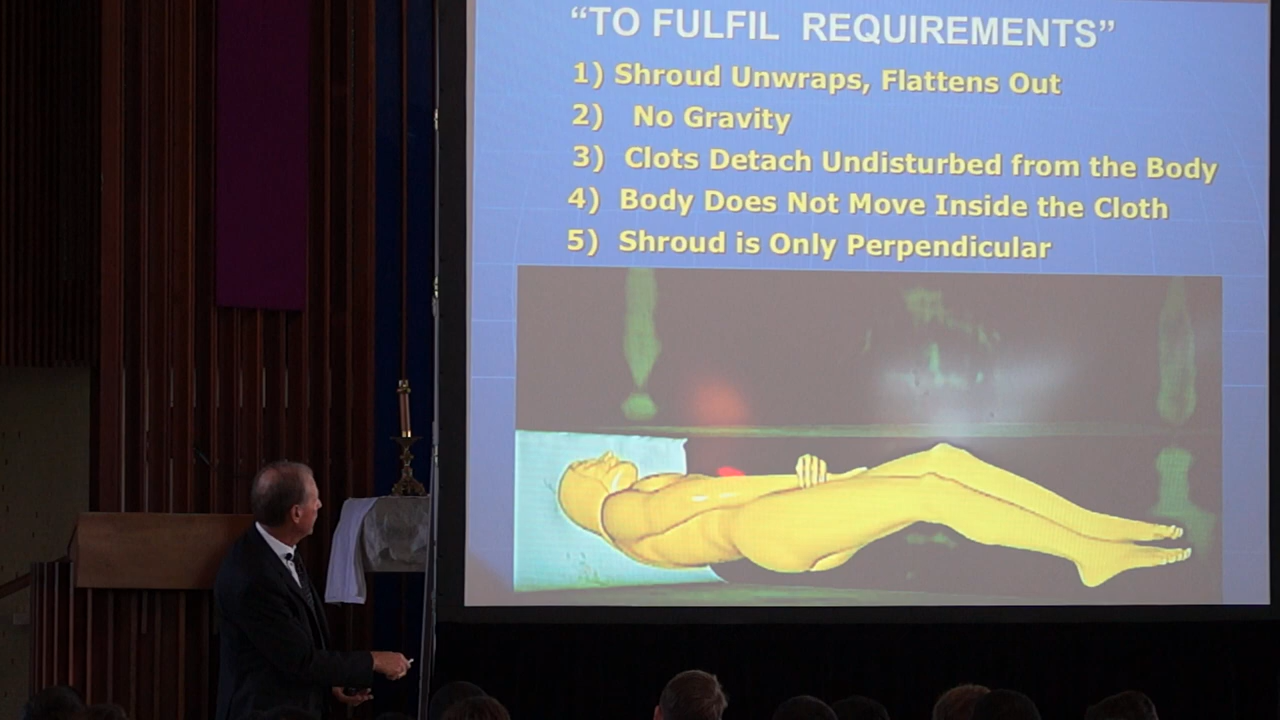 “TO FULFIL REQUIREMENTS”
1) Shroud Unwraps, Flattens Out
2) No Gravity
3) Clots Detach Undisturbed from the Body
4) Body Does Not Move Inside the Cloth
5) Shroud is Only Perpendicular